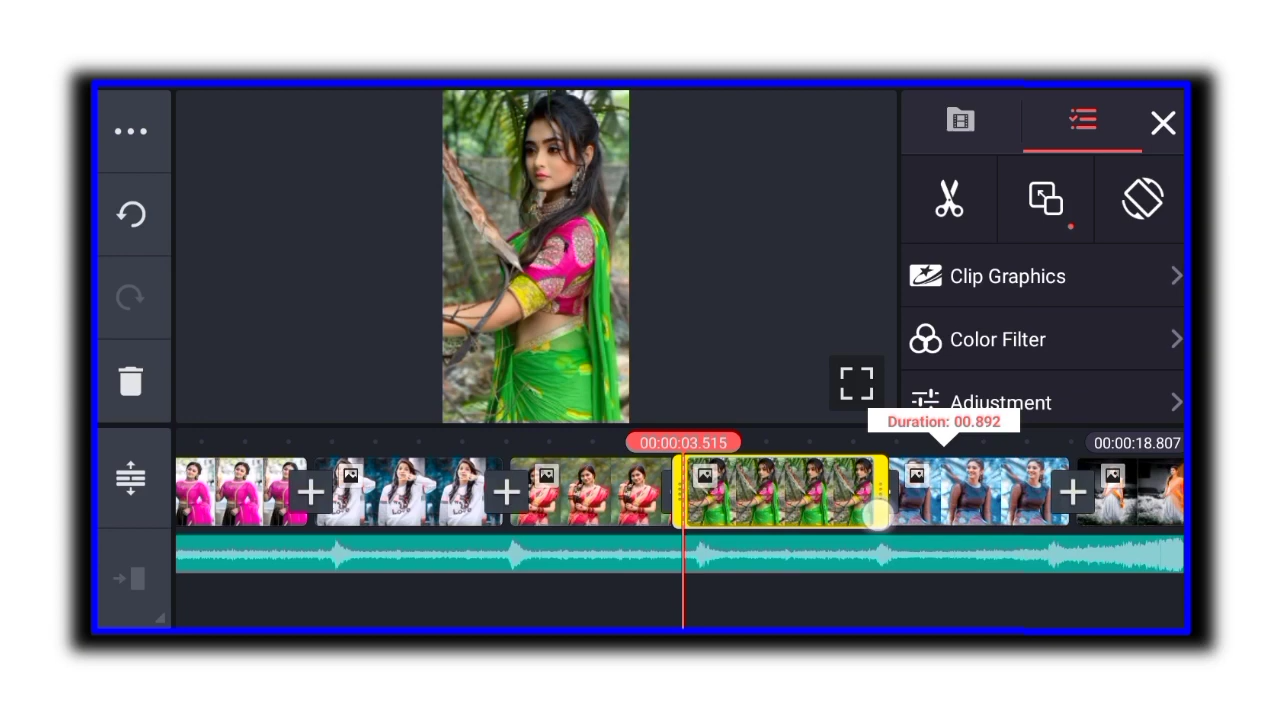 Clip Graphics
Color Filter
Adjustment
Duration: 00.892
00:00:03.515
00:00:18.807